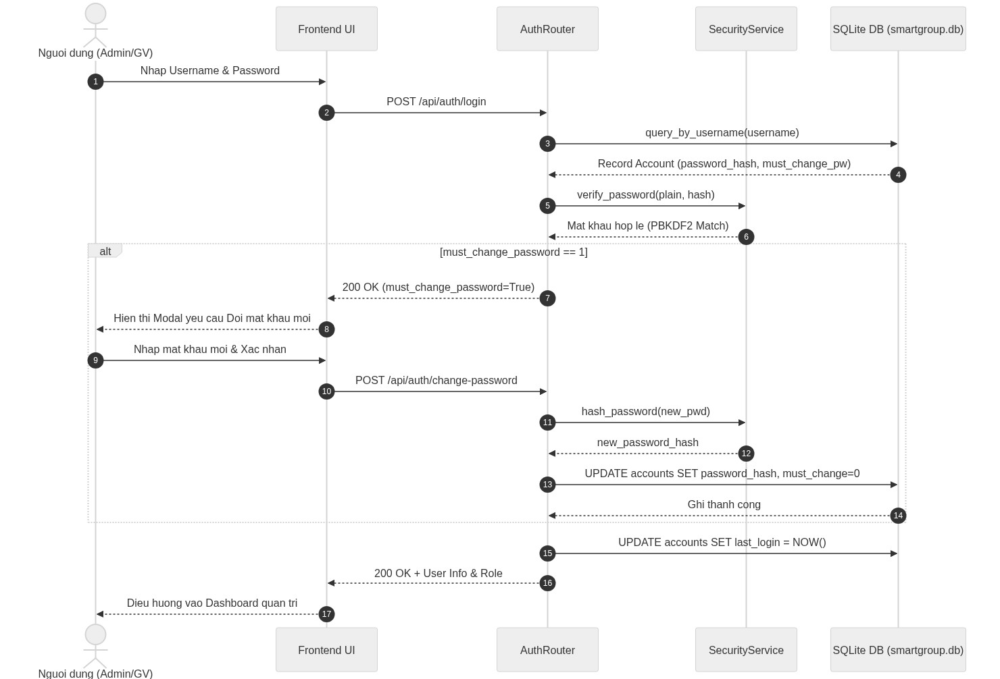 Nguoi dung (Admin/GV)
Frontend UI
AuthRouter
SecurityService
SQLite DB (smartgroup.db)
Nhap Username & Password
1
POST /api/auth/login
2
query_by_username(username)
3
Record Account (password_hash, must_change_pw)
4
verify_password(plain, hash)
5
Mat khau hop le (PBKDF2 Match)
6
alt
[must_change_password == 1]
200 OK (must_change_password=True)
7
Hien thi Modal yeu cau Doi mat khau moi
8
Nhap mat khau moi & Xac nhan
9
POST /api/auth/change-password
10
hash_password(new_pwd)
11
new_password_hash
12
UPDATE accounts SET password_hash, must_change=0
13
Ghi thanh cong
14
UPDATE accounts SET last_login = NOW()
15
200 OK + User Info & Role
16
Dieu huong vao Dashboard quan tri
17
Nguoi dung (Admin/GV)
Frontend UI
AuthRouter
SecurityService
SQLite DB (smartgroup.db)